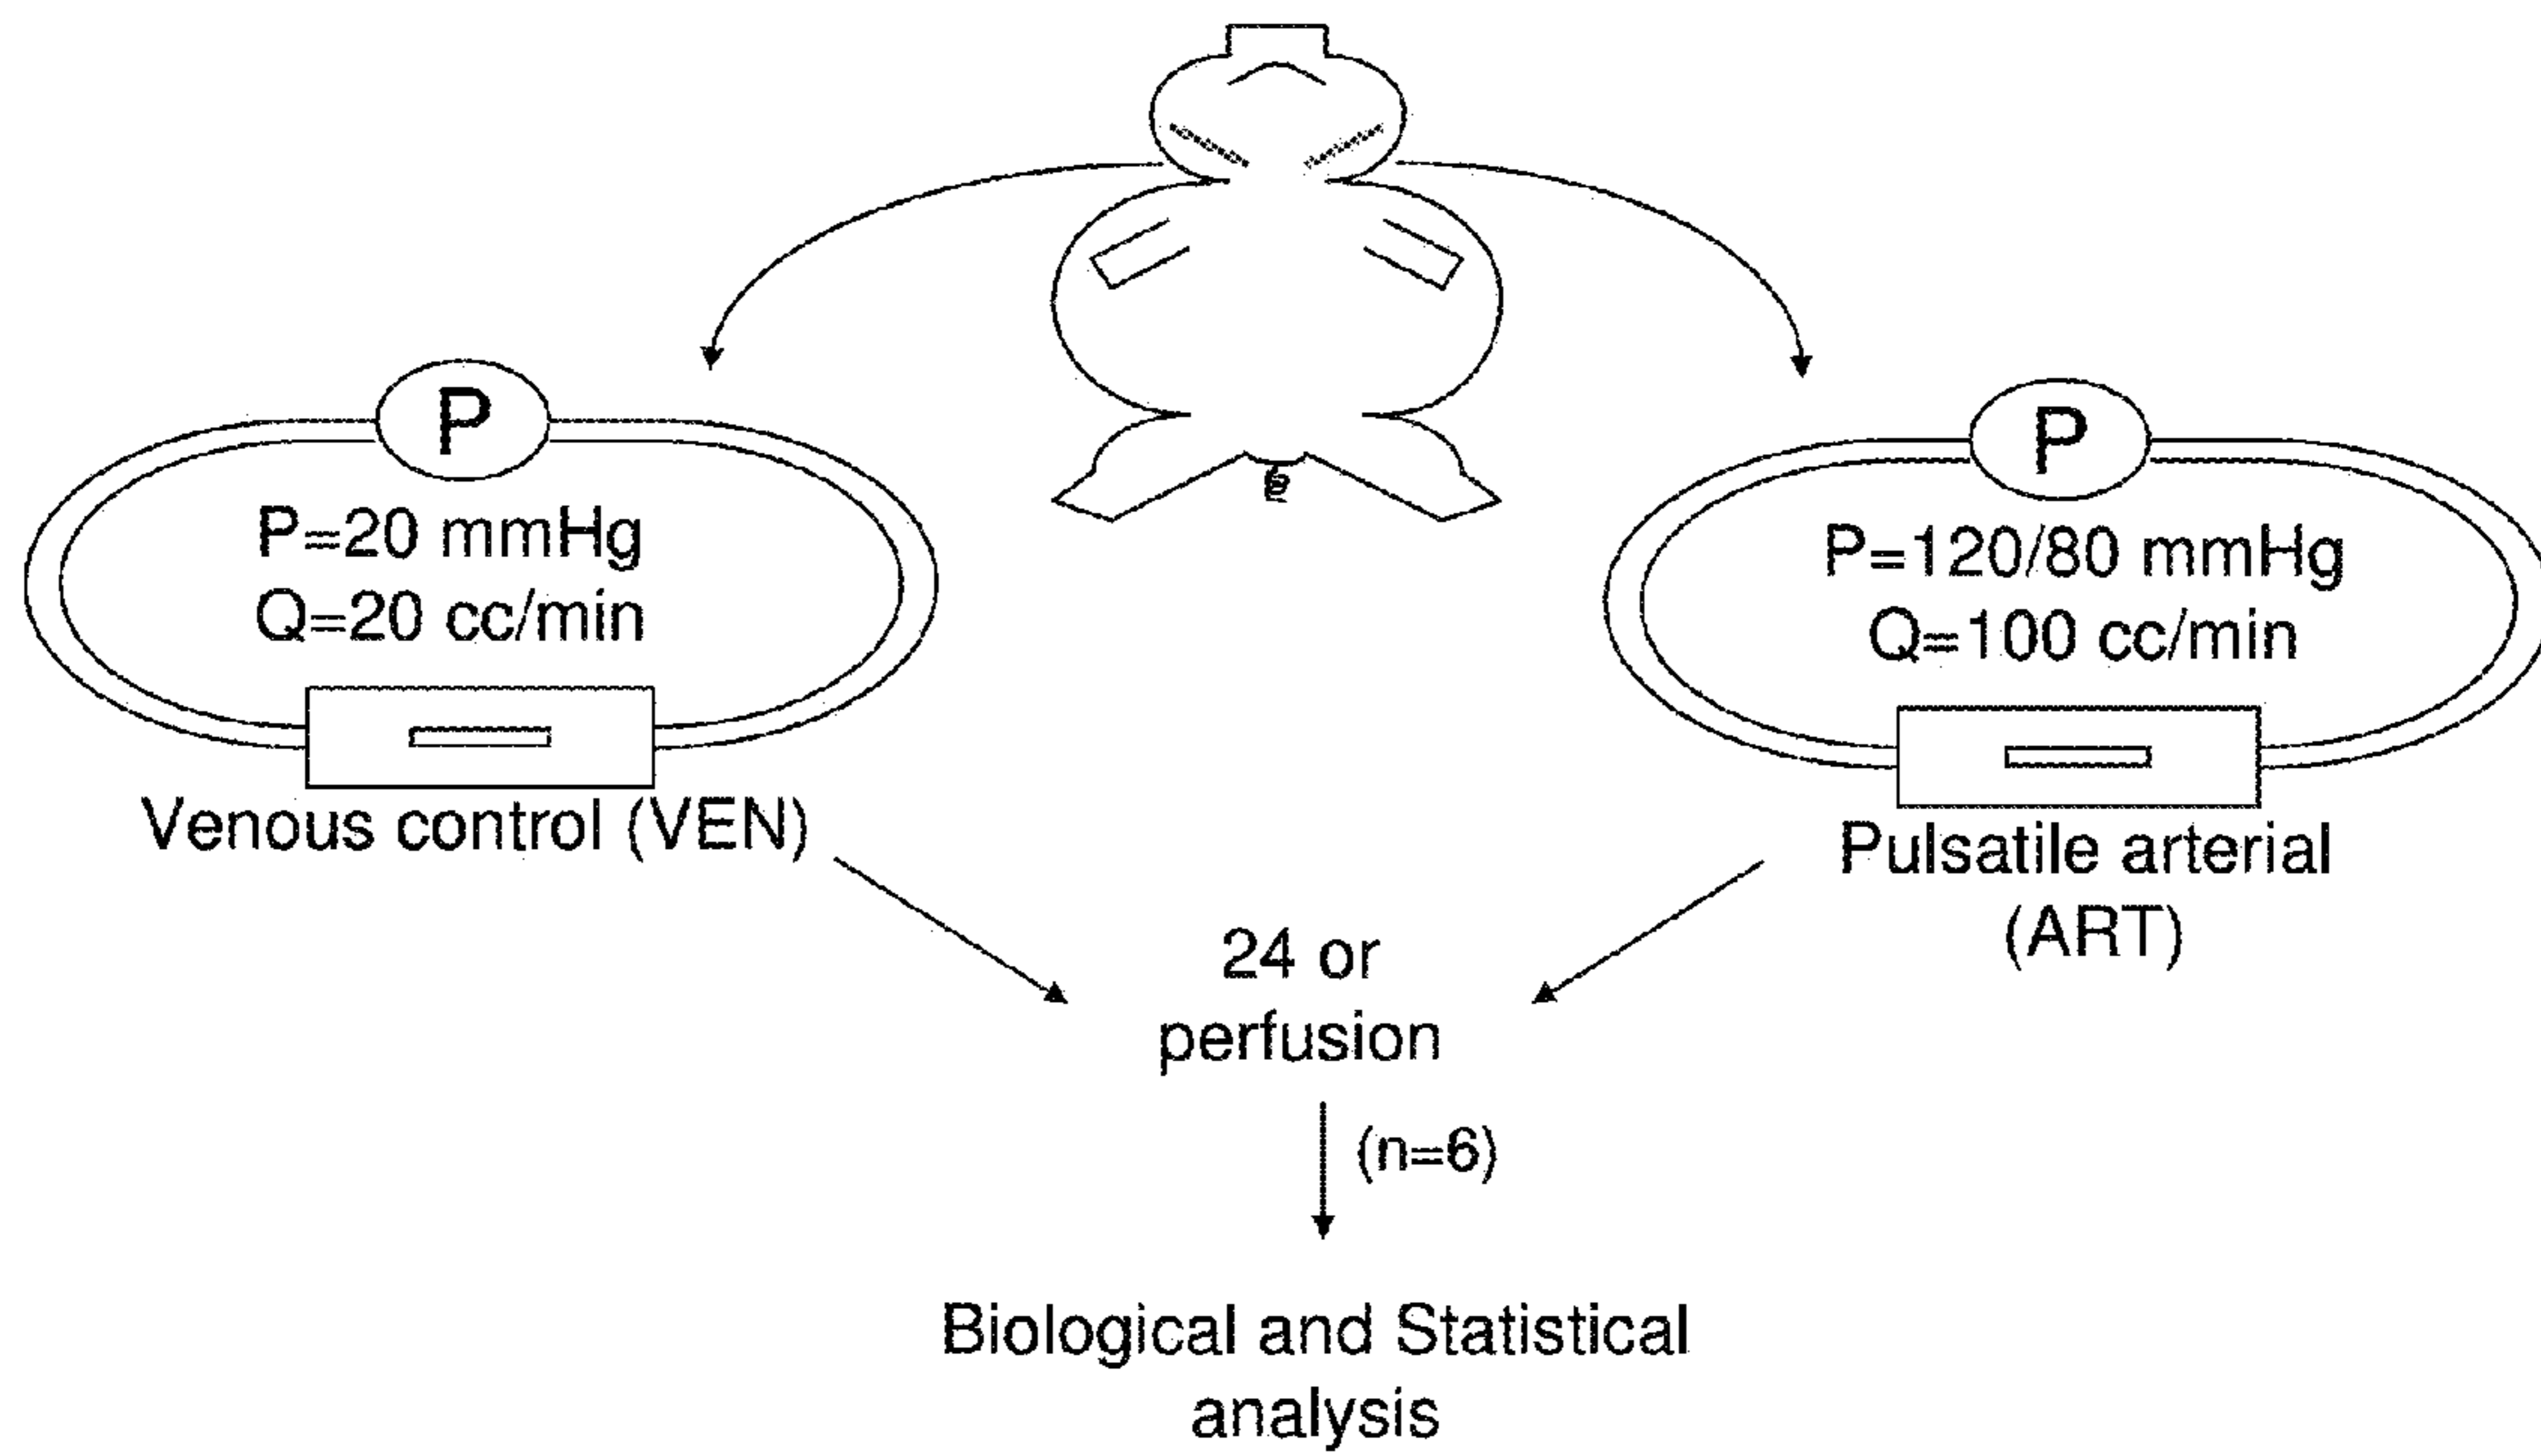 P
P=20 mmHg
Q=20 cc/min
Venous control (VEN)
P
P=120/80 mmHg
Q=100 cc/min
Pulsatile arterial
(ART)
24 or
perfusion
(n=6)
Biological and Statistical
analysis